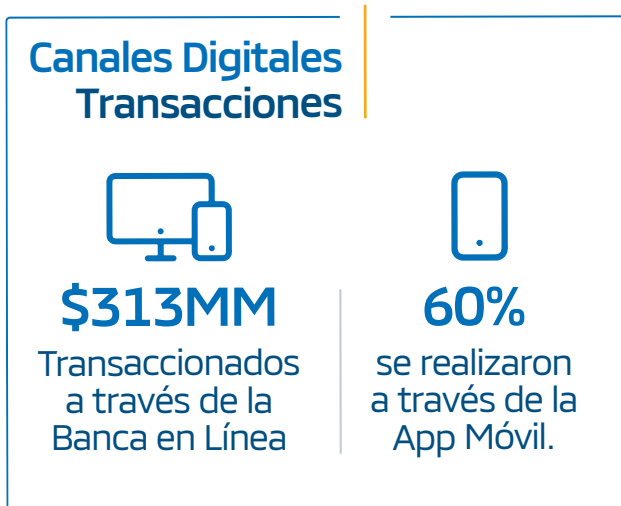 Canales Digitales
Transacciones
$313MM
Transaccionados
a través de la
Banca en Línea
60%
se realizaron
a través de la
App Móvil.